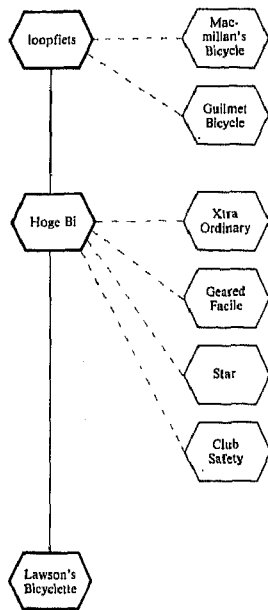 loopfiets
Mac-
millan's
Bicycle
Guilmet
Bicycle
Hoge Bi
Xtra
Ordinary
Geared
Facile
Star
Club
Safety
Lawson's
Bicyclette